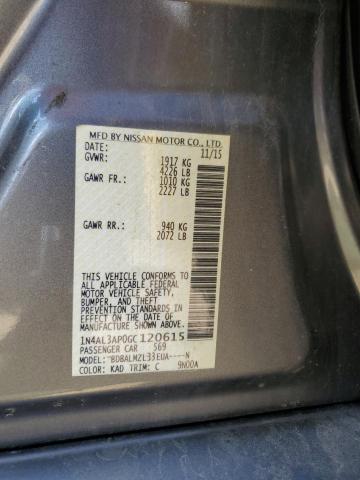 MFD BY NISSAN MOTOR CO., LTD.
DATE: 11/15
GVWR: 1917 KG
4226 LB
GAWR FR.: 1010 KG
2227 LB
GAWR RR.: 940 KG
2072 LB
THIS VEHICLE CONFORMS TO
ALL APPLICABLE FEDERAL
MOTOR VEHICLE SAFETY,
BUMPER, AND THEFT
PREVENTION STANDARDS IN
EFFECT ON THE DATE OF
MANUFACTURE SHOWN ABOVE.
1N4AL3AP0GC120615
PASSENGER CAR 569
MODEL: *BDBALMZL33EUA----N
COLOR: KAD TRIM: C 9N00A